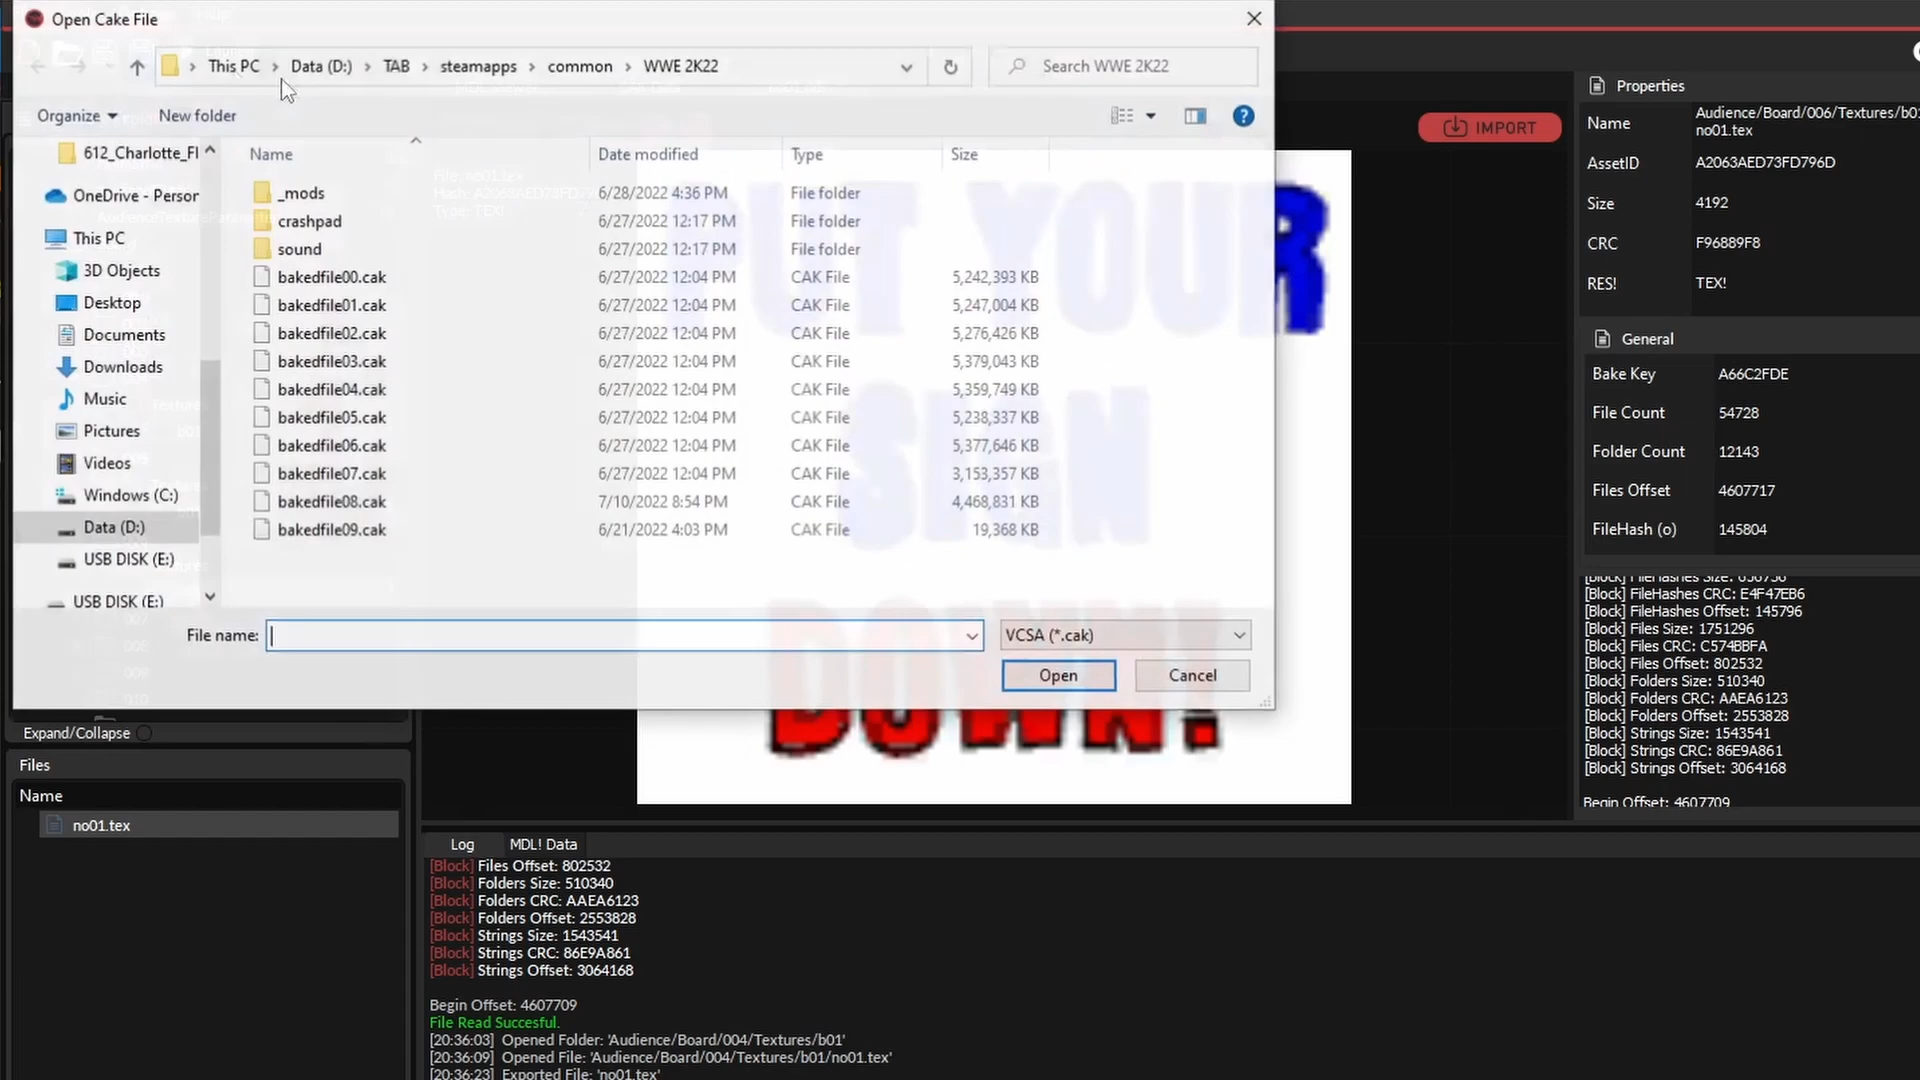 Open Cake File
This PC > Data (D:) > TAB > steamapps > common > WWE 2K22
Search WWE 2K22
Organize
New folder
612_Charlotte_Fl
OneDrive - Person
This PC
3D Objects
Desktop
Documents
Downloads
Music
Pictures
Videos
Windows (C:)
Data (D:)
USB DISK (E:)
USB DISK (E:)
Name Date modified Type Size
_mods 6/28/2022 4:36 PM File folder
crashpad 6/27/2022 12:17 PM File folder
sound 6/27/2022 12:17 PM File folder
bakedfile00.cak 6/27/2022 12:04 PM CAK File 5,242,393 KB
bakedfile01.cak 6/27/2022 12:04 PM CAK File 5,247,004 KB
bakedfile02.cak 6/27/2022 12:04 PM CAK File 5,276,426 KB
bakedfile03.cak 6/27/2022 12:04 PM CAK File 5,379,043 KB
bakedfile04.cak 6/27/2022 12:04 PM CAK File 5,359,749 KB
bakedfile05.cak 6/27/2022 12:04 PM CAK File 5,238,337 KB
bakedfile06.cak 6/27/2022 12:04 PM CAK File 5,377,646 KB
bakedfile07.cak 6/27/2022 12:04 PM CAK File 3,153,357 KB
bakedfile08.cak 7/10/2022 8:54 PM CAK File 4,468,831 KB
bakedfile09.cak 6/21/2022 4:03 PM CAK File 19,368 KB
File name:
VCSA (*.cak)
Open
Cancel
PUT YOUR
SIGN
DOWN!
IMPORT
Expand/Collapse
Files
Name
no01.tex
Log
MDL! Data
[Block] Files Offset: 802532
[Block] Folders Size: 510340
[Block] Folders CRC: AAEA6123
[Block] Folders Offset: 2553828
[Block] Strings Size: 1543541
[Block] Strings CRC: 86E9A861
[Block] Strings Offset: 3064168
Begin Offset: 4607709
File Read Succesful.
[20:36:03] Opened Folder: 'Audience/Board/004/Textures/b01'
[20:36:09] Opened File: 'Audience/Board/004/Textures/b01/no01.tex'
[20:36:23] Exported File: 'no01.tex'
Properties
Name Audience/Board/006/Textures/b01
no01.tex
AssetID A2063AED73FD796D
Size 4192
CRC F96889F8
RES! TEX!
General
Bake Key A66C2FDE
File Count 54728
Folder Count 12143
Files Offset 4607717
FileHash (o) 145804
[Block] FileHashes Size: 656736
[Block] FileHashes CRC: E4F47EB6
[Block] FileHashes Offset: 145796
[Block] Files Size: 1751296
[Block] Files CRC: C574BBFA
[Block] Files Offset: 802532
[Block] Folders Size: 510340
[Block] Folders CRC: AAEA6123
[Block] Folders Offset: 2553828
[Block] Strings Size: 1543541
[Block] Strings CRC: 86E9A861
[Block] Strings Offset: 3064168
Begin Offset: 4607709